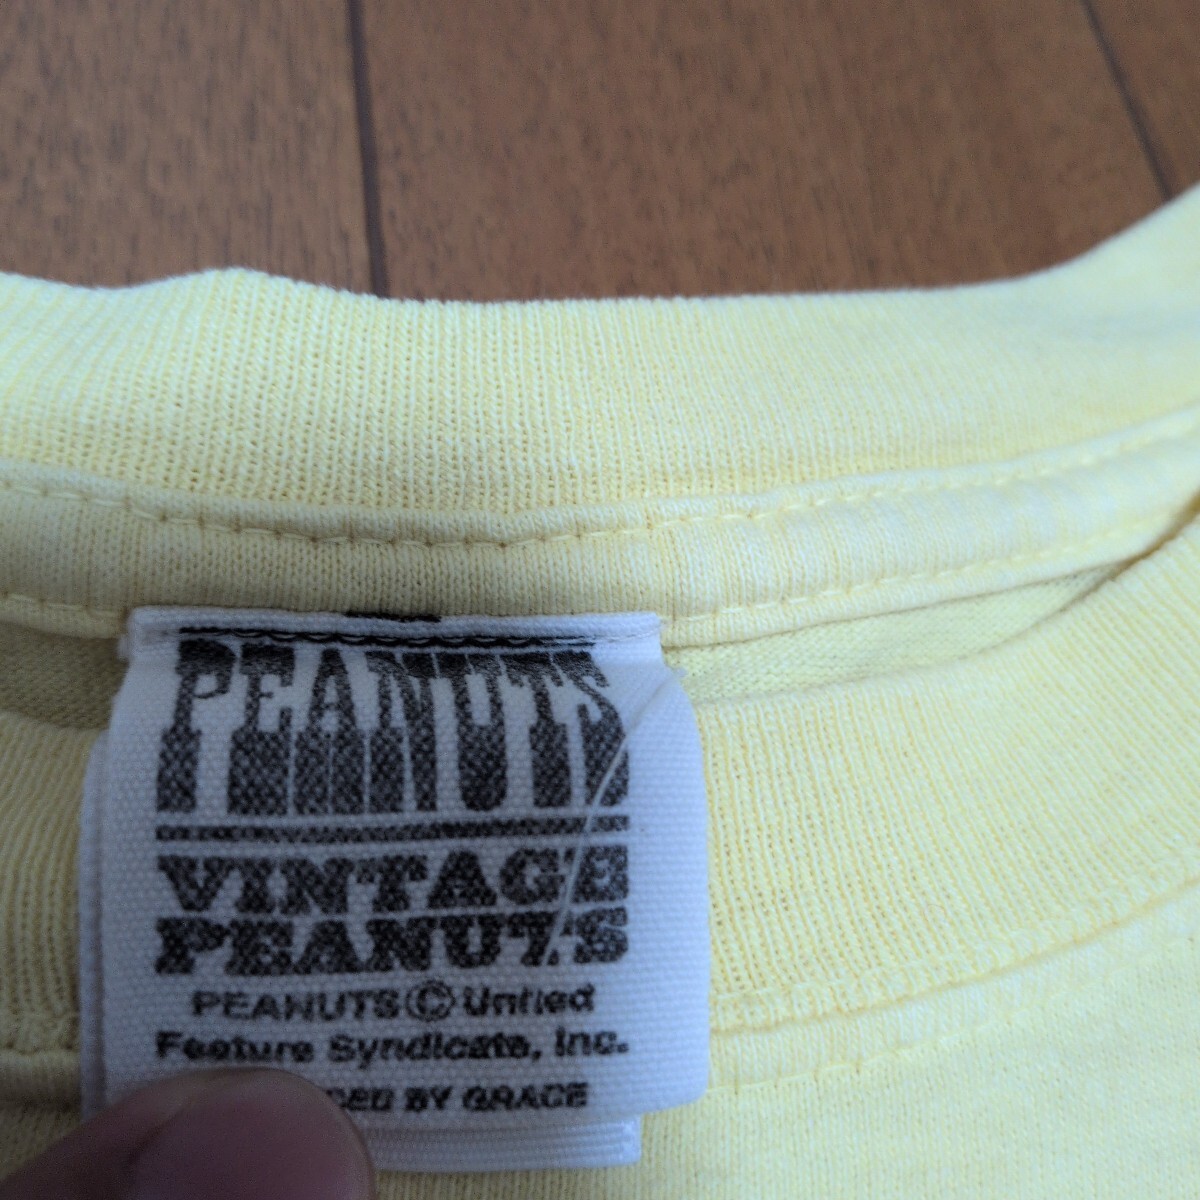 PEANUTS
VINTAGE
PEANUTS
PEANUTS © United
Feature Syndicate, Inc.
BY GRACE